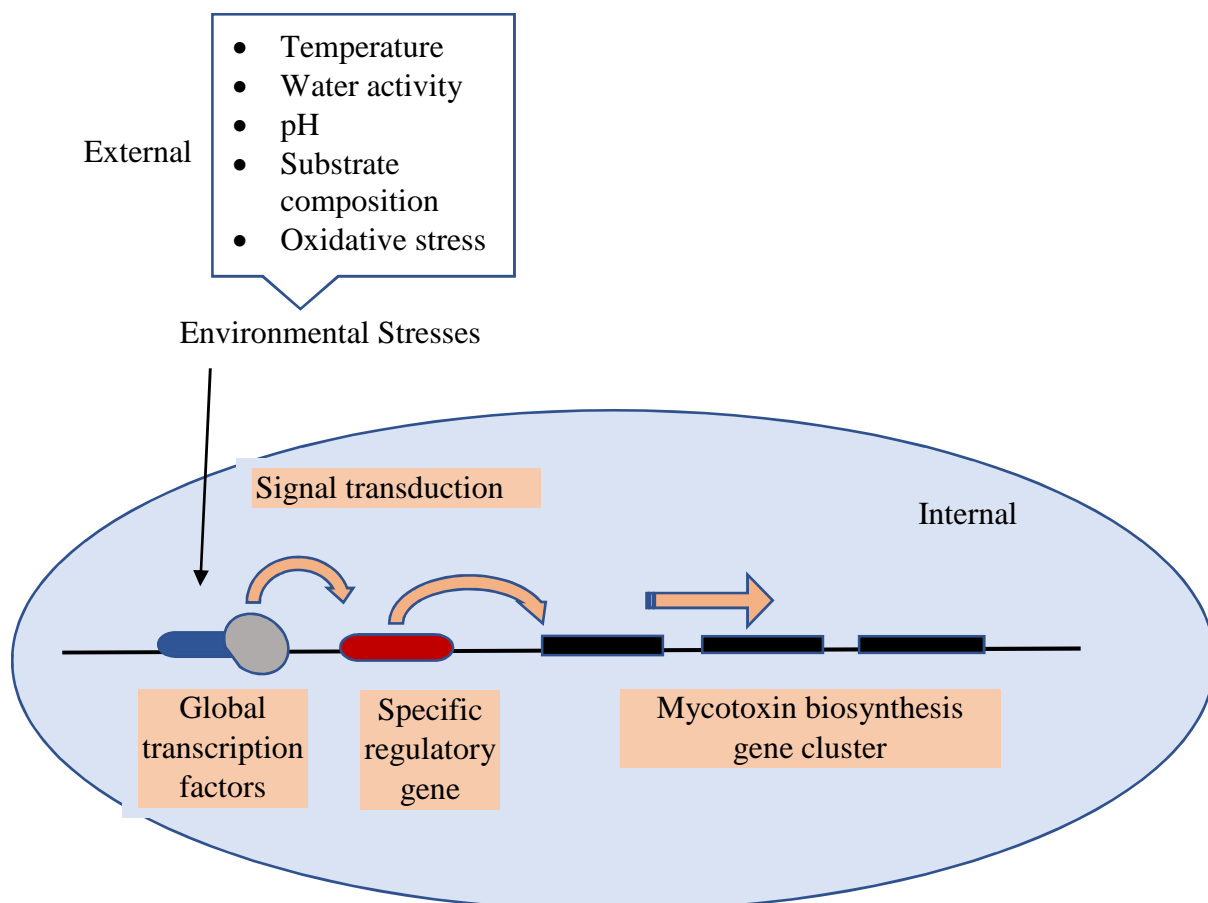 • Temperature
• Water activity
• pH
• Substrate
composition
• Oxidative stress
External
Environmental Stresses
Signal transduction
Internal
Global
transcription
factors
Specific
regulatory
gene
Mycotoxin biosynthesis
gene cluster